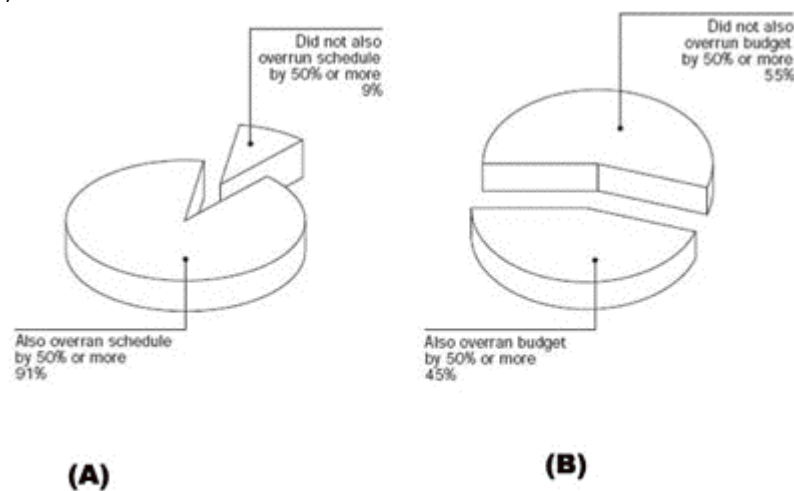 Did not also
overrun schedule
by 50% or more
9%
Also overran schedule
by 50% or more
91%
(A)
Did not also
overrun budget
by 50% or more
55%
Also overran budget
by 50% or more
45%
(B)